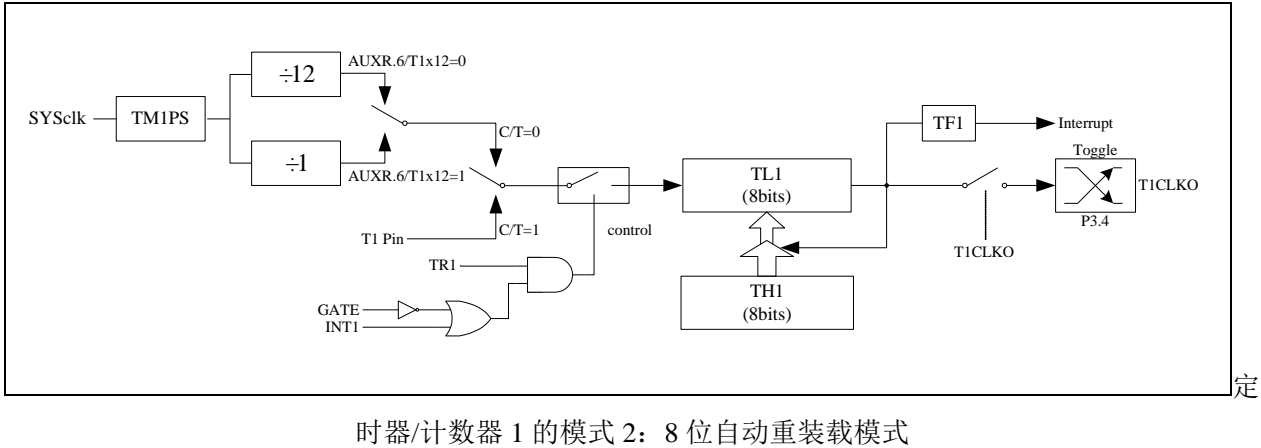 ÷12
AUXR.6/T1x12=0
SYSclk
TM1PS
÷1
AUXR.6/T1x12=1
C/T=0
T1 Pin
C/T=1
control
TR1
GATE
INT1
TL1
(8bits)
TH1
(8bits)
TF1
Interrupt
Toggle
T1CLKO
P3.4
T1CLKO
定
时器/计数器 1 的模式 2：8 位自动重装载模式